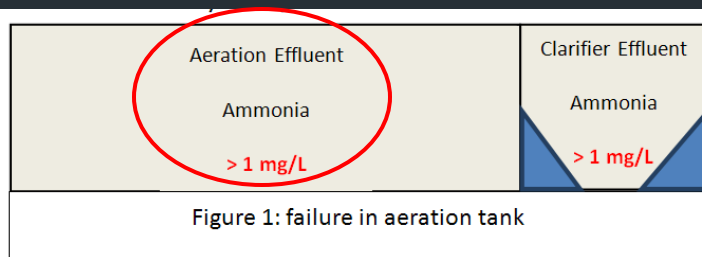 Aeration Effluent
Ammonia
> 1 mg/L
Clarifier Effluent
Ammonia
> 1 mg/L
Figure 1: failure in aeration tank